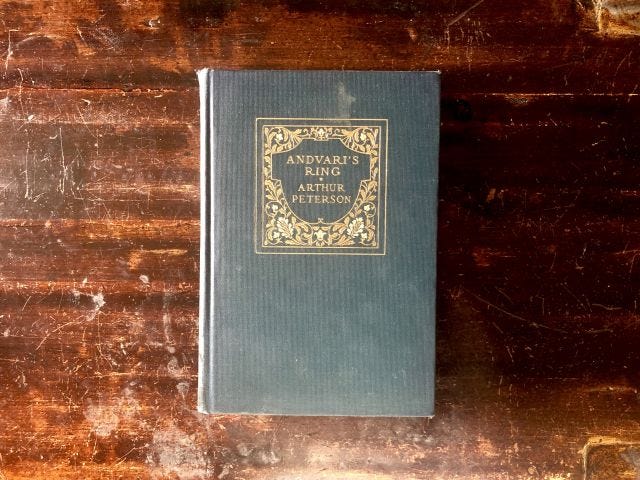 ANDVARI'S
RING
ARTHUR
PETERSON